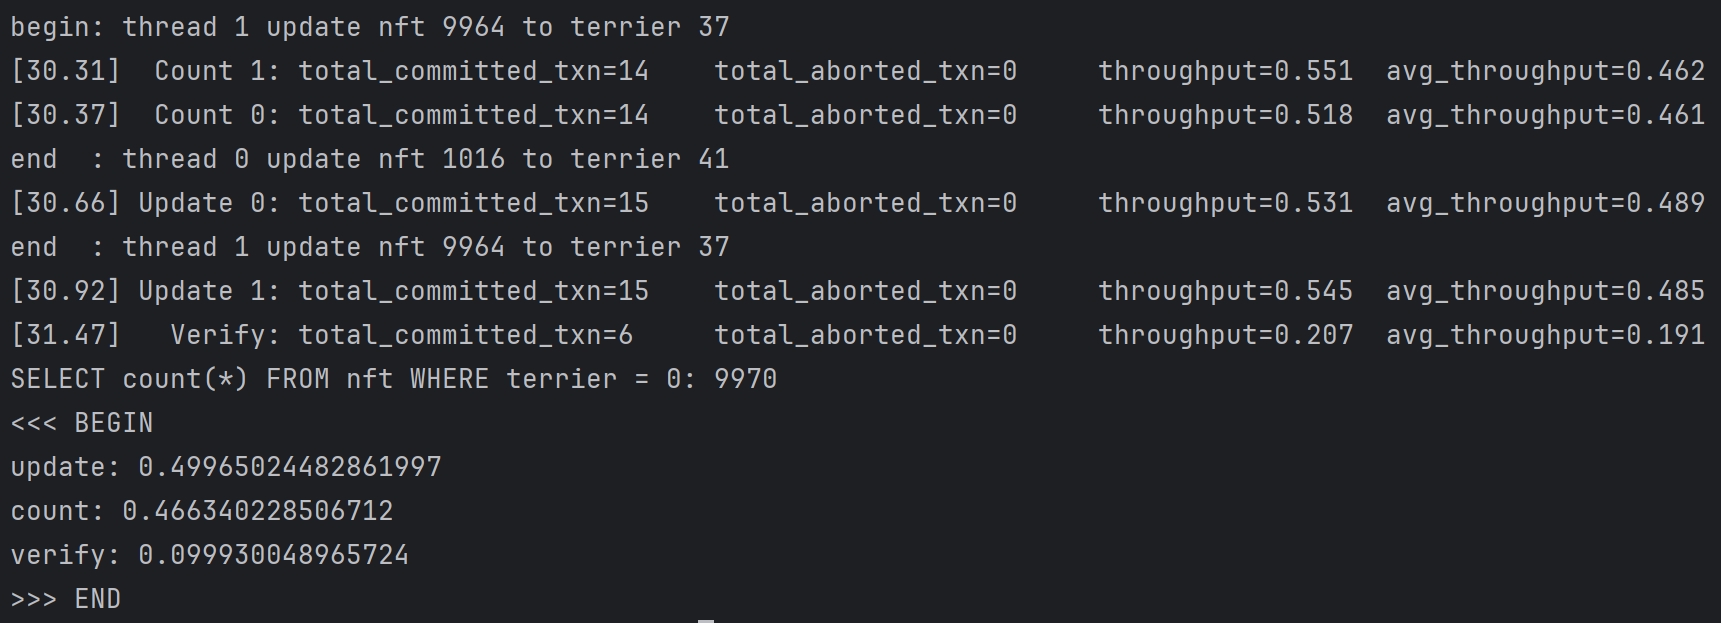 begin: thread 1 update nft 9964 to terrier 37
[30.31]  Count 1: total_committed_txn=14    total_aborted_txn=0     throughput=0.551  avg_throughput=0.462
[30.37]  Count 0: total_committed_txn=14    total_aborted_txn=0     throughput=0.518  avg_throughput=0.461
end  : thread 0 update nft 1016 to terrier 41
[30.66] Update 0: total_committed_txn=15    total_aborted_txn=0     throughput=0.531  avg_throughput=0.489
end  : thread 1 update nft 9964 to terrier 37
[30.92] Update 1: total_committed_txn=15    total_aborted_txn=0     throughput=0.545  avg_throughput=0.485
[31.47]   Verify: total_committed_txn=6     total_aborted_txn=0     throughput=0.207  avg_throughput=0.191
SELECT count(*) FROM nft WHERE terrier = 0: 9970
<<< BEGIN
update: 0.49965024482861997
count: 0.466340228506712
verify: 0.099930048965724
>>> END